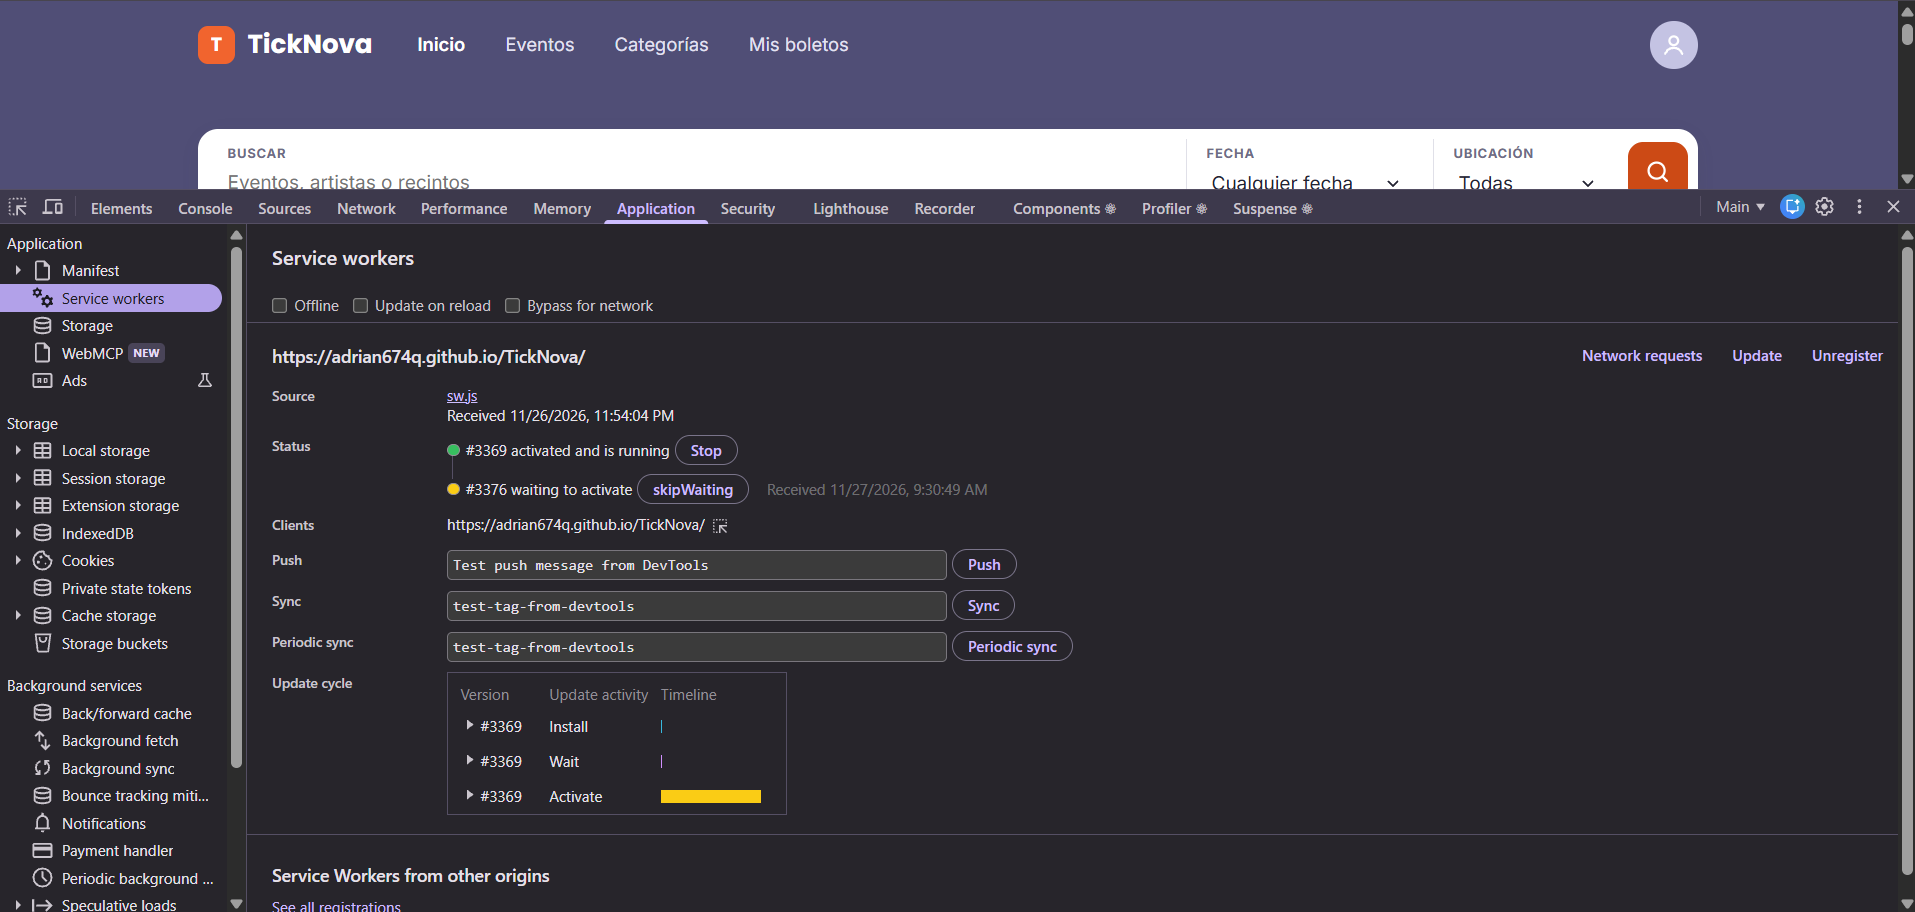 T TickNova Inicio Eventos Categorías Mis boletos
BUSCAR FECHA UBICACIÓN
Eventos, artistas o recintos Cualquier fecha Todas
Elements Console Sources Network Performance Memory Application Security Lighthouse Recorder Components Profiler Suspense Main
Application
Manifest
Service workers
Storage
WebMCP NEW
Ads
Storage
Local storage
Session storage
Extension storage
IndexedDB
Cookies
Private state tokens
Cache storage
Storage buckets
Background services
Back/forward cache
Background fetch
Background sync
Bounce tracking miti...
Notifications
Payment handler
Periodic background ...
Speculative loads
Service workers
Offline Update on reload Bypass for network
https://adrian674q.github.io/TickNova/ Network requests Update Unregister
Source sw.js
Received 11/26/2026, 11:54:04 PM
Status #3369 activated and is running Stop
#3376 waiting to activate skipWaiting Received 11/27/2026, 9:30:49 AM
Clients https://adrian674q.github.io/TickNova/
Push Test push message from DevTools Push
Sync test-tag-from-devtools Sync
Periodic sync test-tag-from-devtools Periodic sync
Update cycle
Version Update activity Timeline
#3369 Install
#3369 Wait
#3369 Activate
Service Workers from other origins
See all registrations